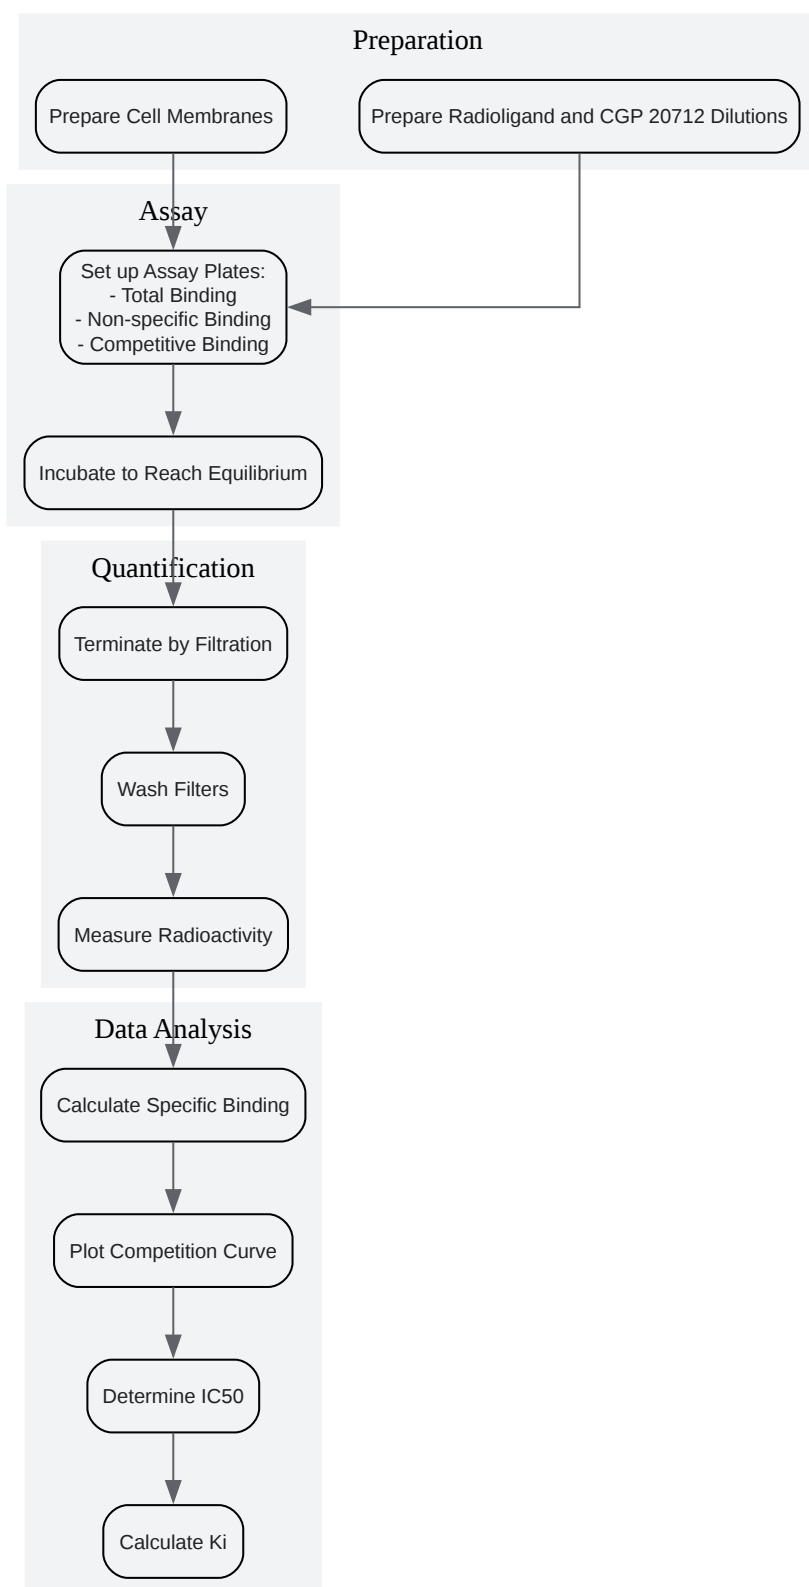 Preparation
Prepare Cell Membranes
Prepare Radioligand and CGP 20712 Dilutions
Assay
Set up Assay Plates:
- Total Binding
- Non-specific Binding
- Competitive Binding
Incubate to Reach Equilibrium
Quantification
Terminate by Filtration
Wash Filters
Measure Radioactivity
Data Analysis
Calculate Specific Binding
Plot Competition Curve
Determine IC50
Calculate Ki